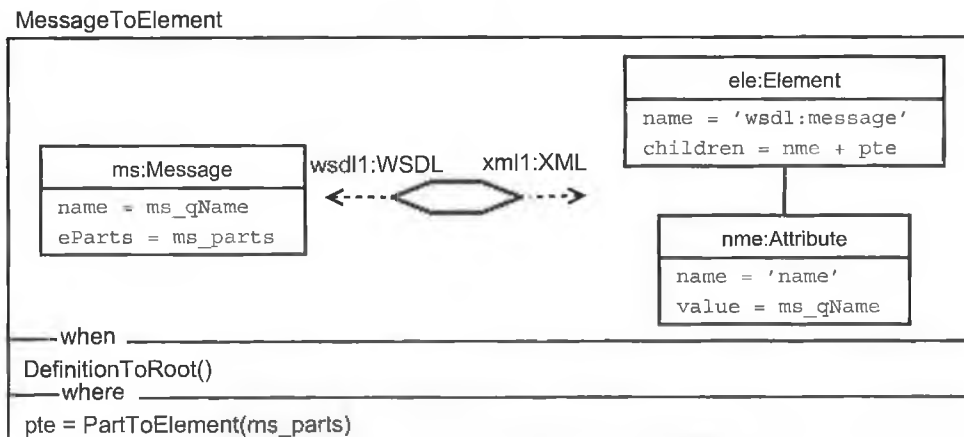 MessageToElement
ele:Element
name = 'wsdl:message'
children = nme + pte
wsdl1:WSDL
xml1:XML
ms:Message
name = ms_qName
eParts = ms_parts
nme:Attribute
name = 'name'
value = ms_qName
when
DefinitionToRoot()
where
pte = PartToElement(ms_parts)